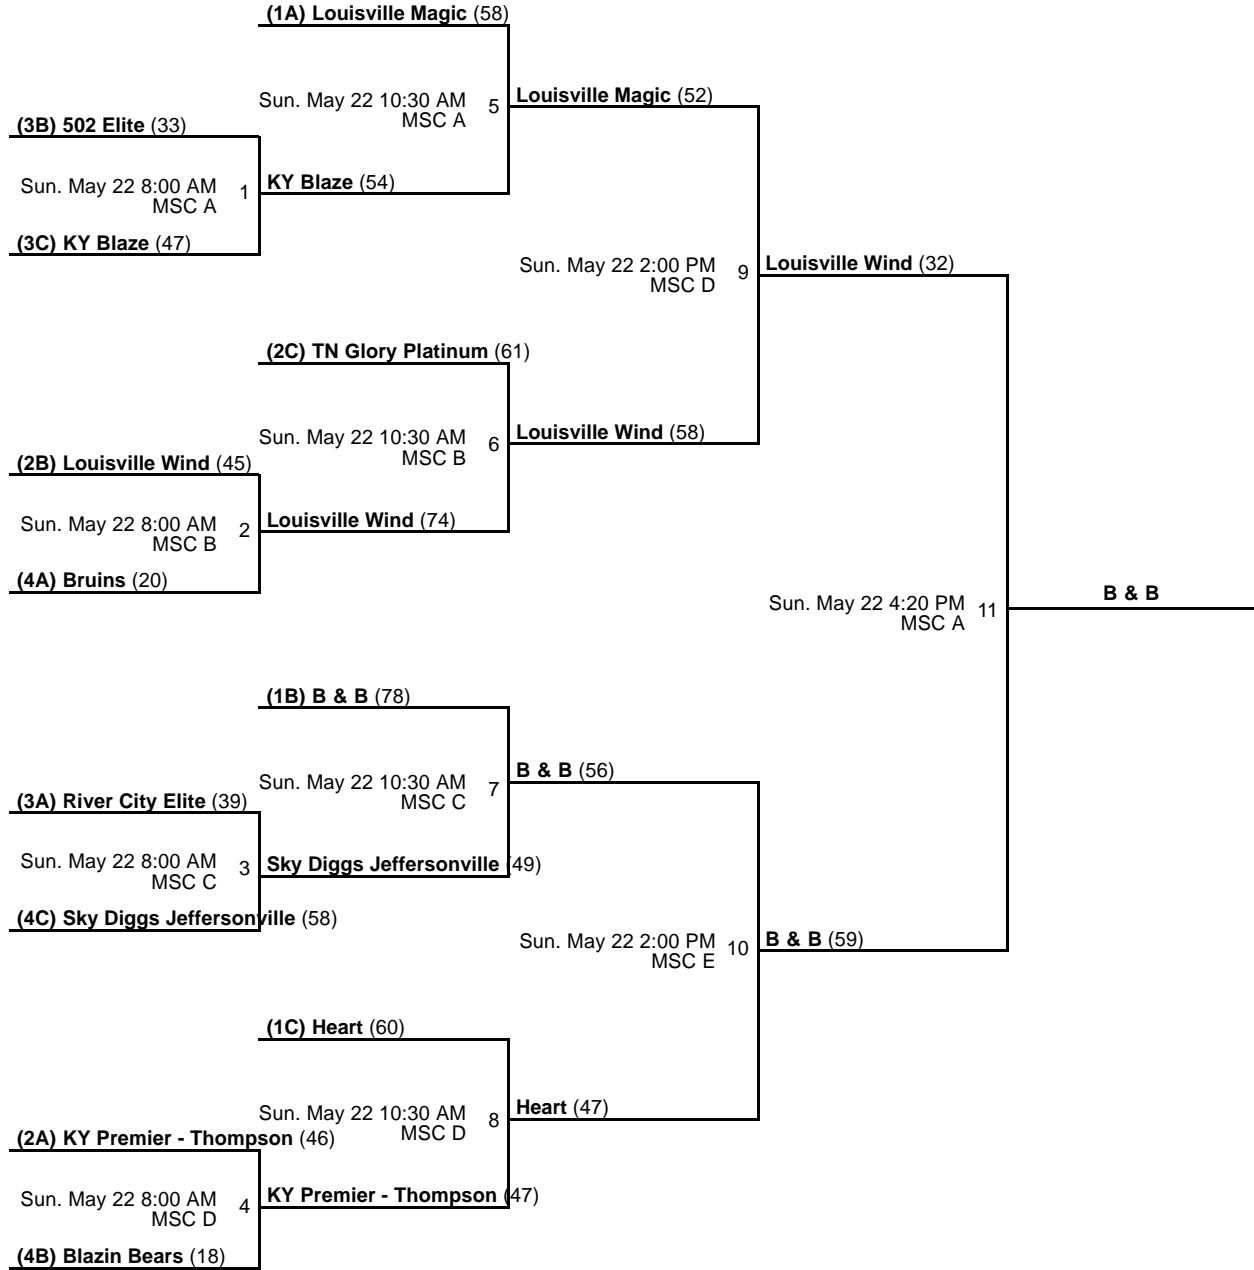 (1A) Louisville Magic (58)
Sun. May 22 10:30 AM 5
MSC A
Louisville Magic (52)
(3B) 502 Elite (33)
Sun. May 22 8:00 AM 1
MSC A
KY Blaze (54)
(3C) KY Blaze (47)
Sun. May 22 2:00 PM 9
MSC D
Louisville Wind (32)
(2C) TN Glory Platinum (61)
Sun. May 22 10:30 AM 6
MSC B
Louisville Wind (58)
(2B) Louisville Wind (45)
Sun. May 22 8:00 AM 2
MSC B
Louisville Wind (74)
(4A) Bruins (20)
Sun. May 22 4:20 PM 11
MSC A
B & B
(1B) B & B (78)
Sun. May 22 10:30 AM 7
MSC C
B & B (56)
(3A) River City Elite (39)
Sun. May 22 8:00 AM 3
MSC C
Sky Diggs Jeffersonville (49)
(4C) Sky Diggs Jeffersonville (58)
Sun. May 22 2:00 PM 10
MSC E
B & B (59)
(1C) Heart (60)
Sun. May 22 10:30 AM 8
MSC D
Heart (47)
(2A) KY Premier - Thompson (46)
Sun. May 22 8:00 AM 4
MSC D
KY Premier - Thompson (47)
(4B) Blazin Bears (18)